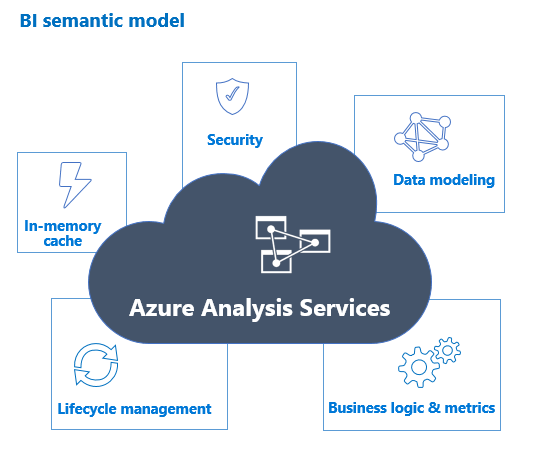 BI semantic model
Security
Data modeling
In-memory
cache
Azure Analysis Services
Lifecycle management
Business logic & metrics